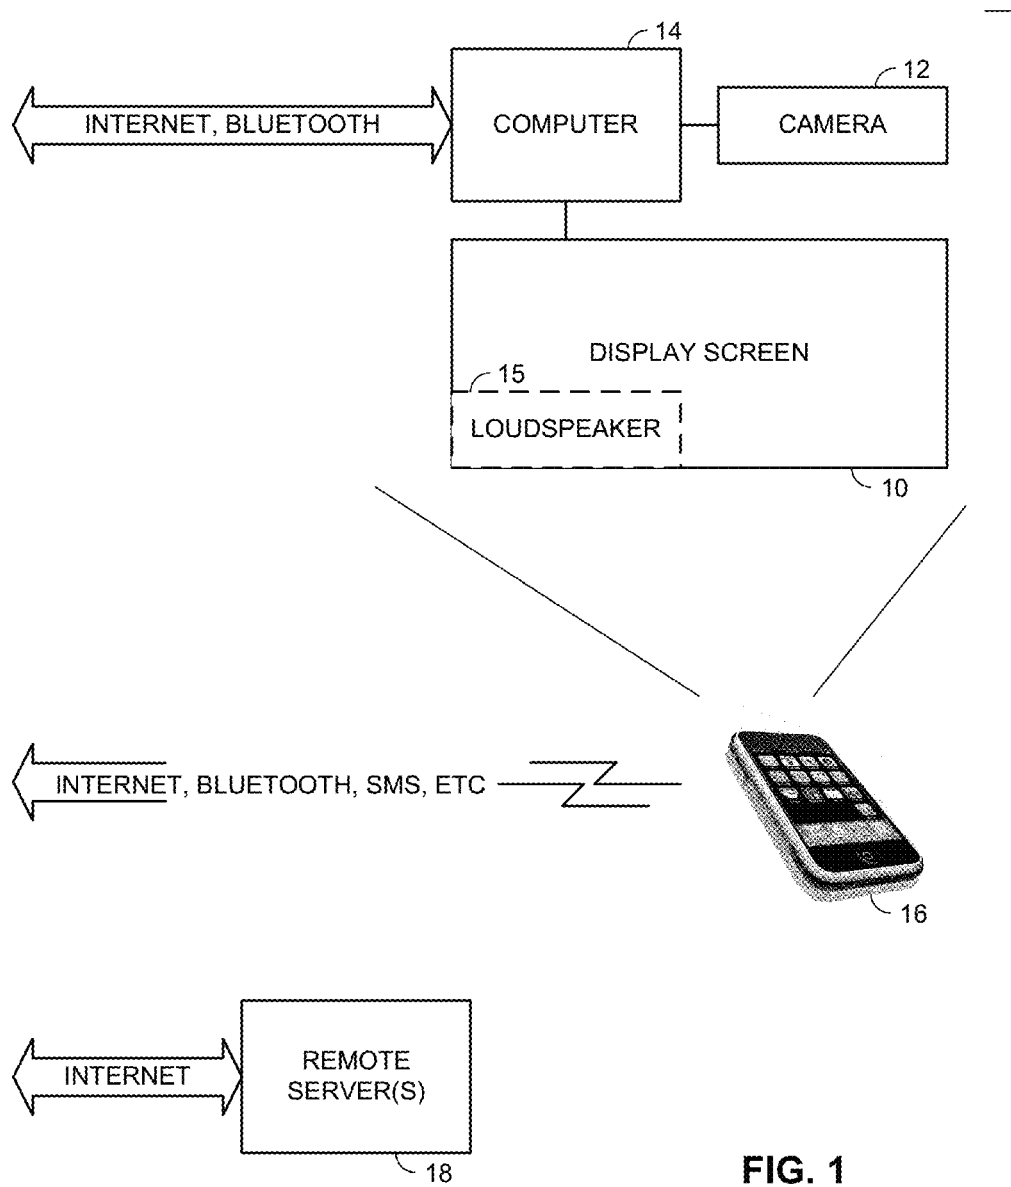 14
12
INTERNET, BLUETOOTH
COMPUTER
CAMERA
DISPLAY SCREEN
15
LOUDSPEAKER
10
INTERNET, BLUETOOTH, SMS, ETC
16
INTERNET
REMOTE
SERVER(S)
18
FIG. 1